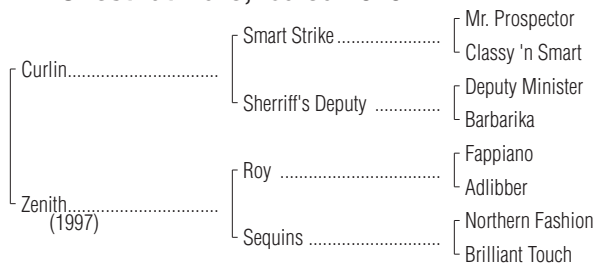 Mr. Prospector
Smart Strike ........................
Classy 'n Smart
Curlin...................................
Deputy Minister
Sherriff's Deputy ...............
Barbarika
Fappiano
Roy .....................................
Adlibber
Zenith...................................
(1997)
Northern Fashion
Sequins ..............................
Brilliant Touch